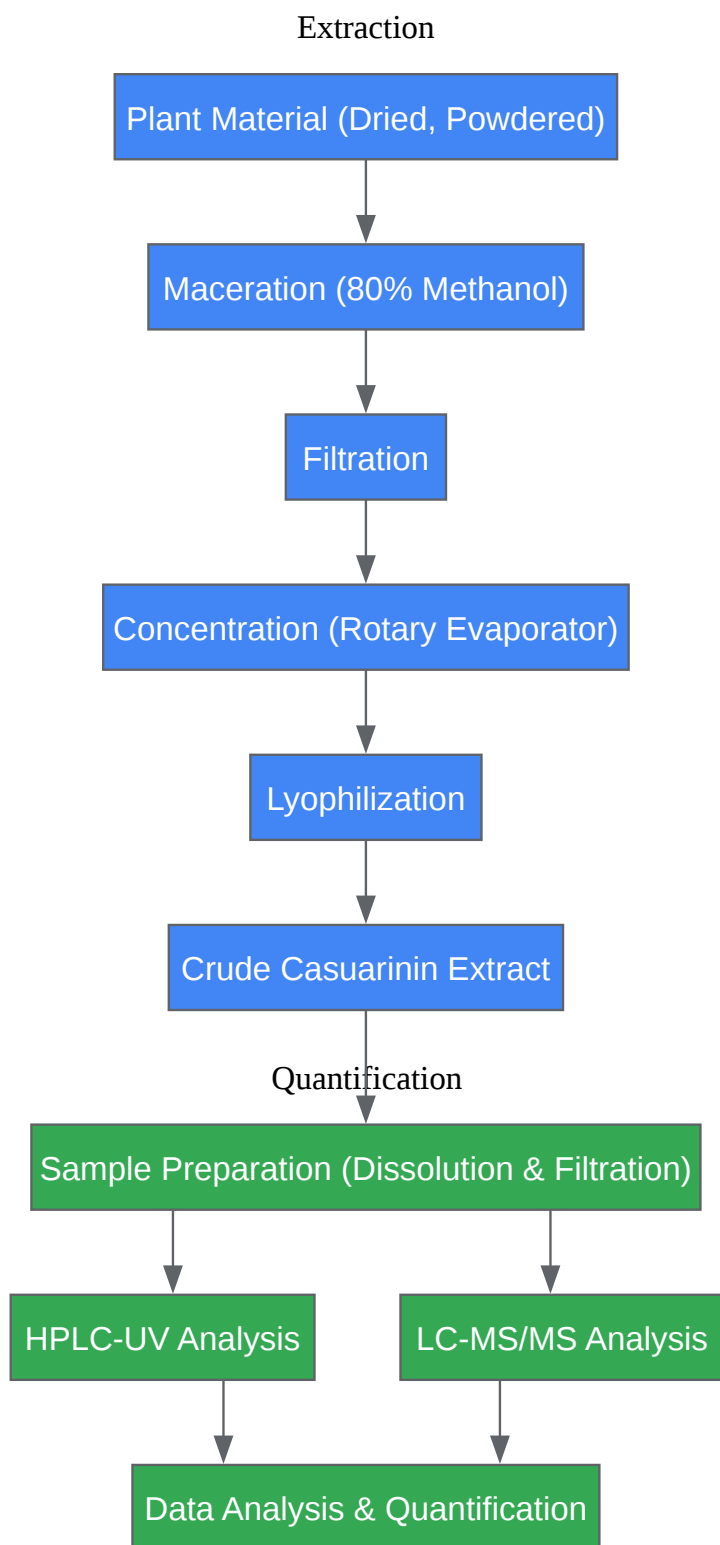 Extraction
Plant Material (Dried, Powdered)
Maceration (80% Methanol)
Filtration
Concentration (Rotary Evaporator)
Lyophilization
Crude Casuarinin Extract
Quantification
Sample Preparation (Dissolution & Filtration)
HPLC-UV Analysis
LC-MS/MS Analysis
Data Analysis & Quantification